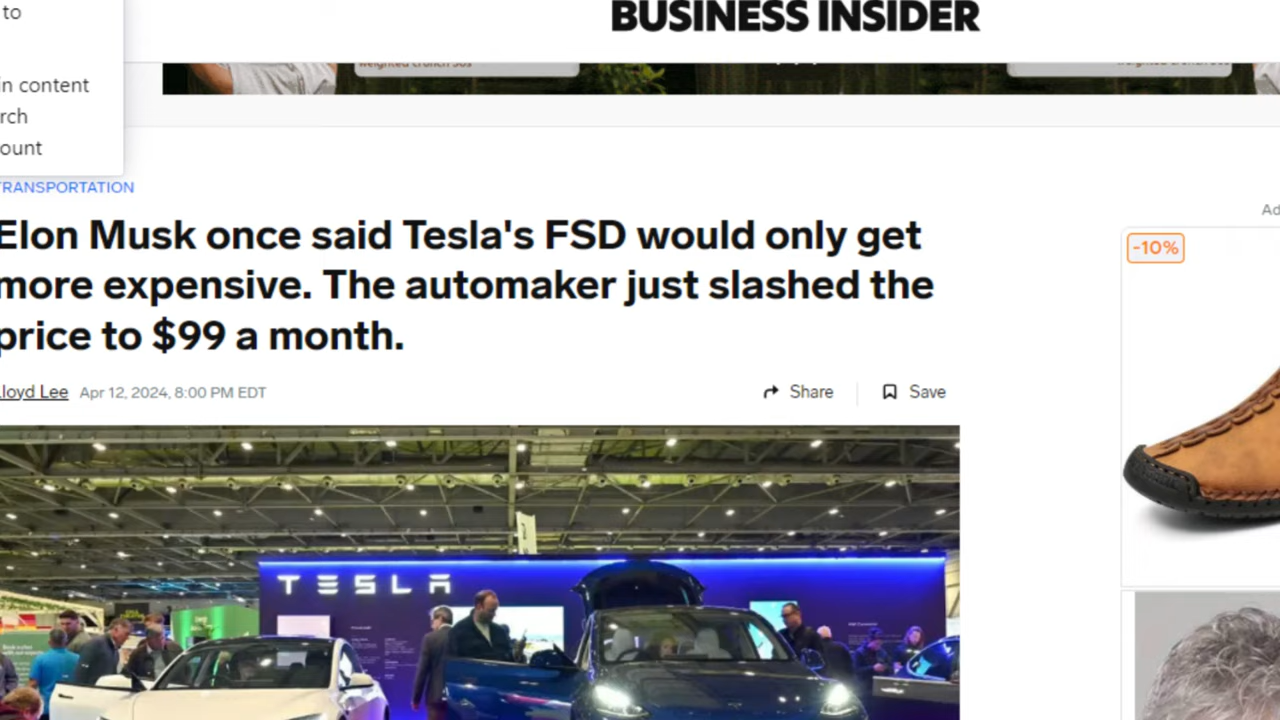 to
BUSINESS INSIDER
in content
rch
ount
TRANSPORTATION
Elon Musk once said Tesla's FSD would only get
more expensive. The automaker just slashed the
price to $99 a month.
Lloyd Lee Apr 12, 2024, 8:00 PM EDT
Share
Save
Ad
-10%
TESLA